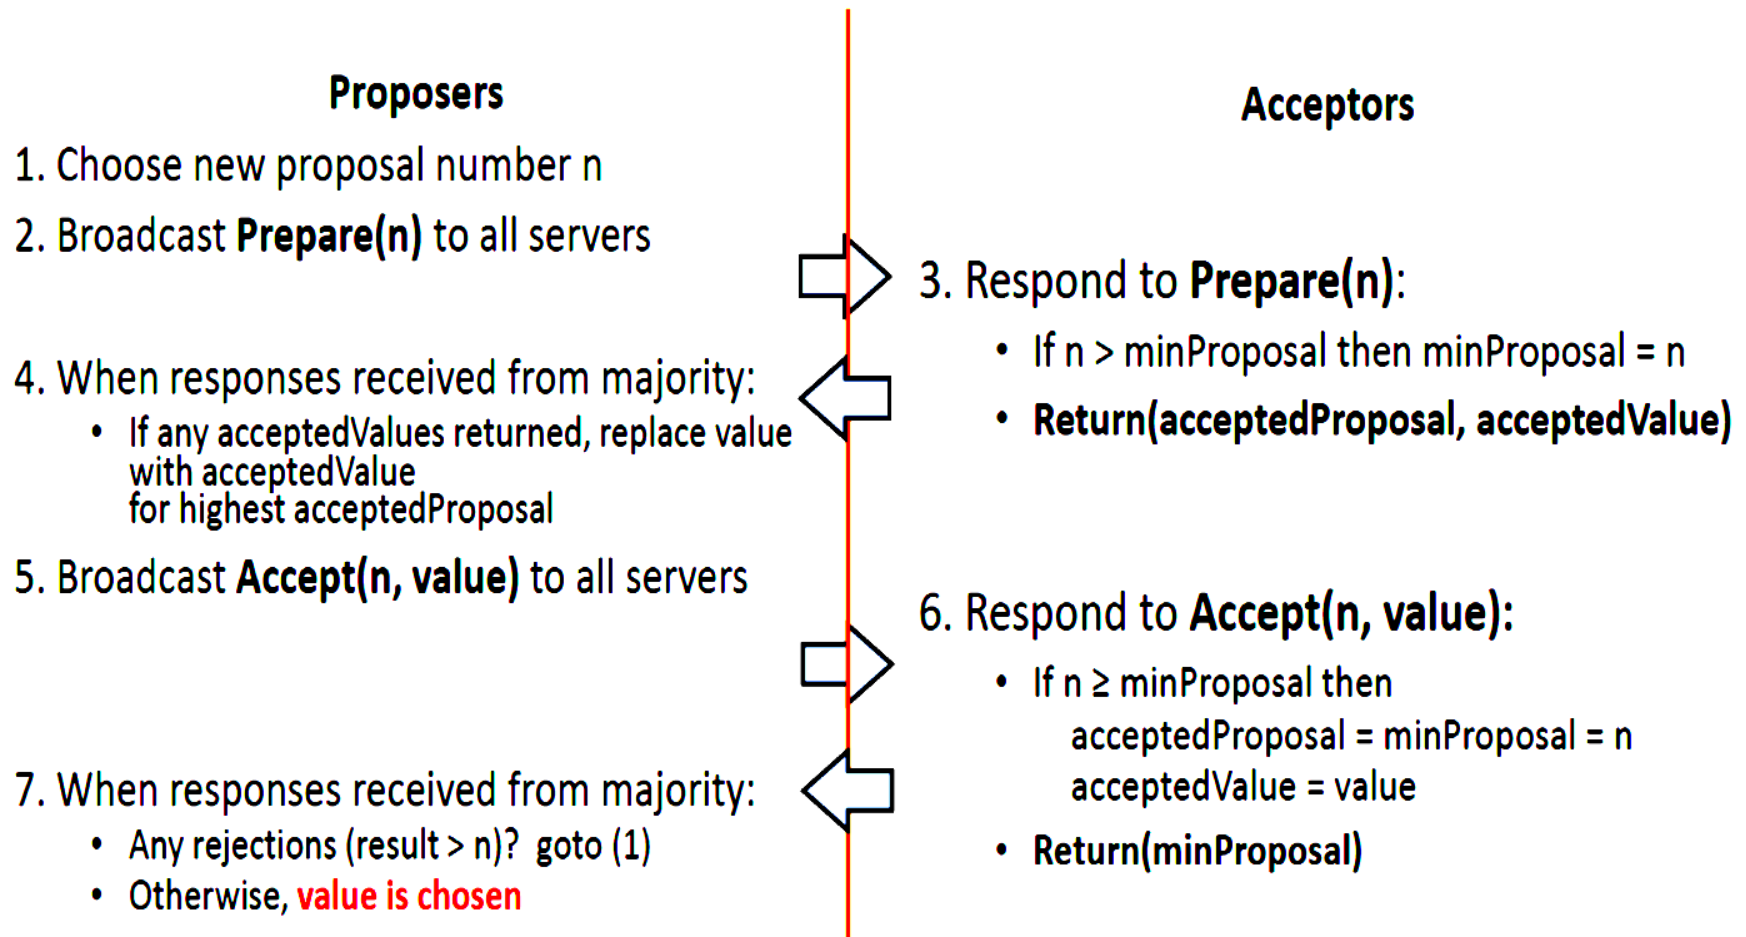 Proposers
1. Choose new proposal number n
2. Broadcast Prepare(n) to all servers
4. When responses received from majority:
• If any acceptedValues returned, replace value
with acceptedValue
for highest acceptedProposal
5. Broadcast Accept(n, value) to all servers
7. When responses received from majority:
• Any rejections (result > n)? goto (1)
• Otherwise, value is chosen
Acceptors
3. Respond to Prepare(n):
• If n > minProposal then minProposal = n
• Return(acceptedProposal, acceptedValue)
6. Respond to Accept(n, value):
• If n ≥ minProposal then
acceptedProposal = minProposal = n
acceptedValue = value
• Return(minProposal)